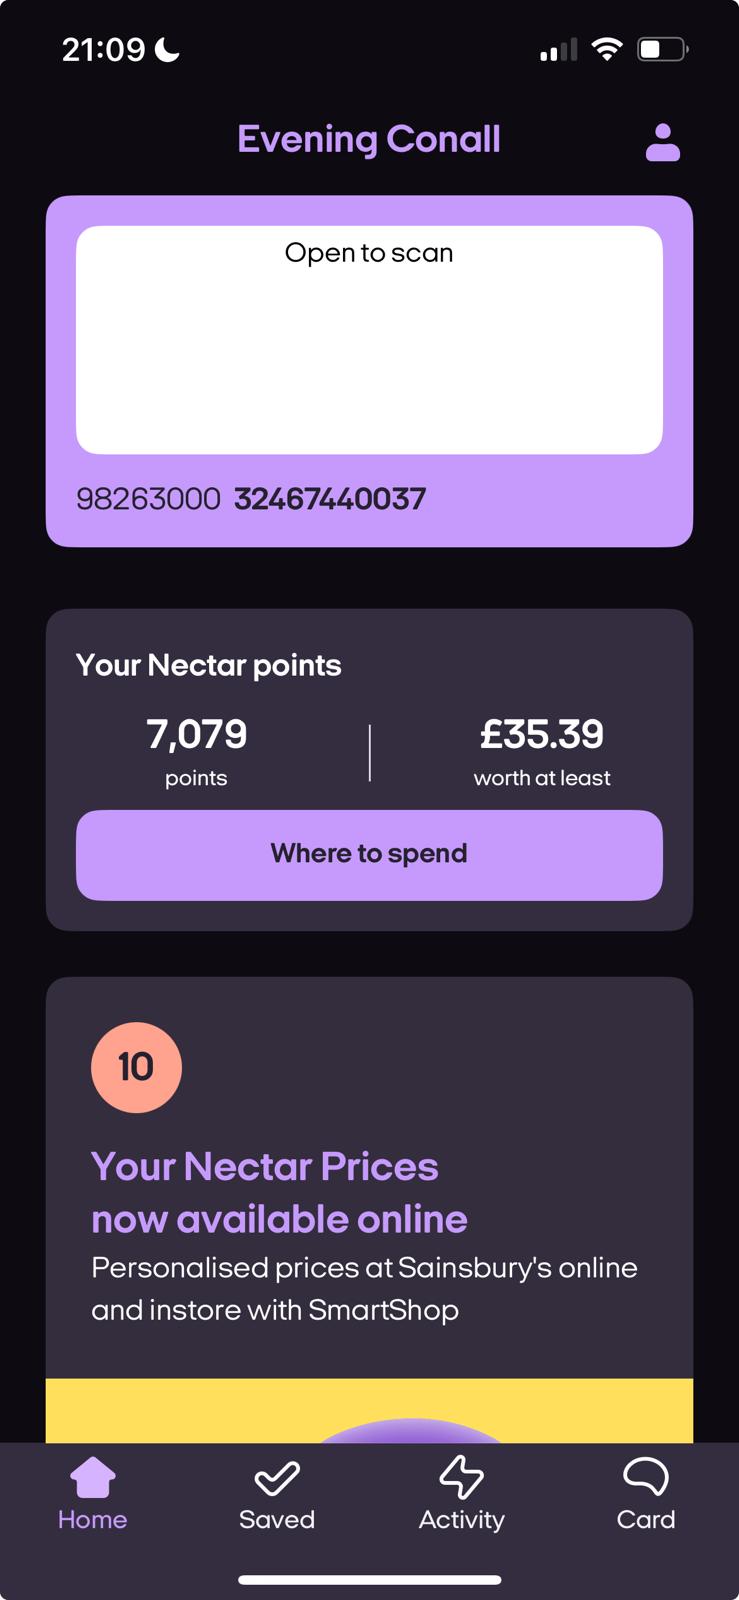 21:09
Evening Conall
Open to scan
98263000 32467440037
Your Nectar points
7,079
£35.39
points
worth at least
Where to spend
10
Your Nectar Prices
now available online
Personalised prices at Sainsbury's online
and instore with SmartShop
Home
Saved
Activity
Card